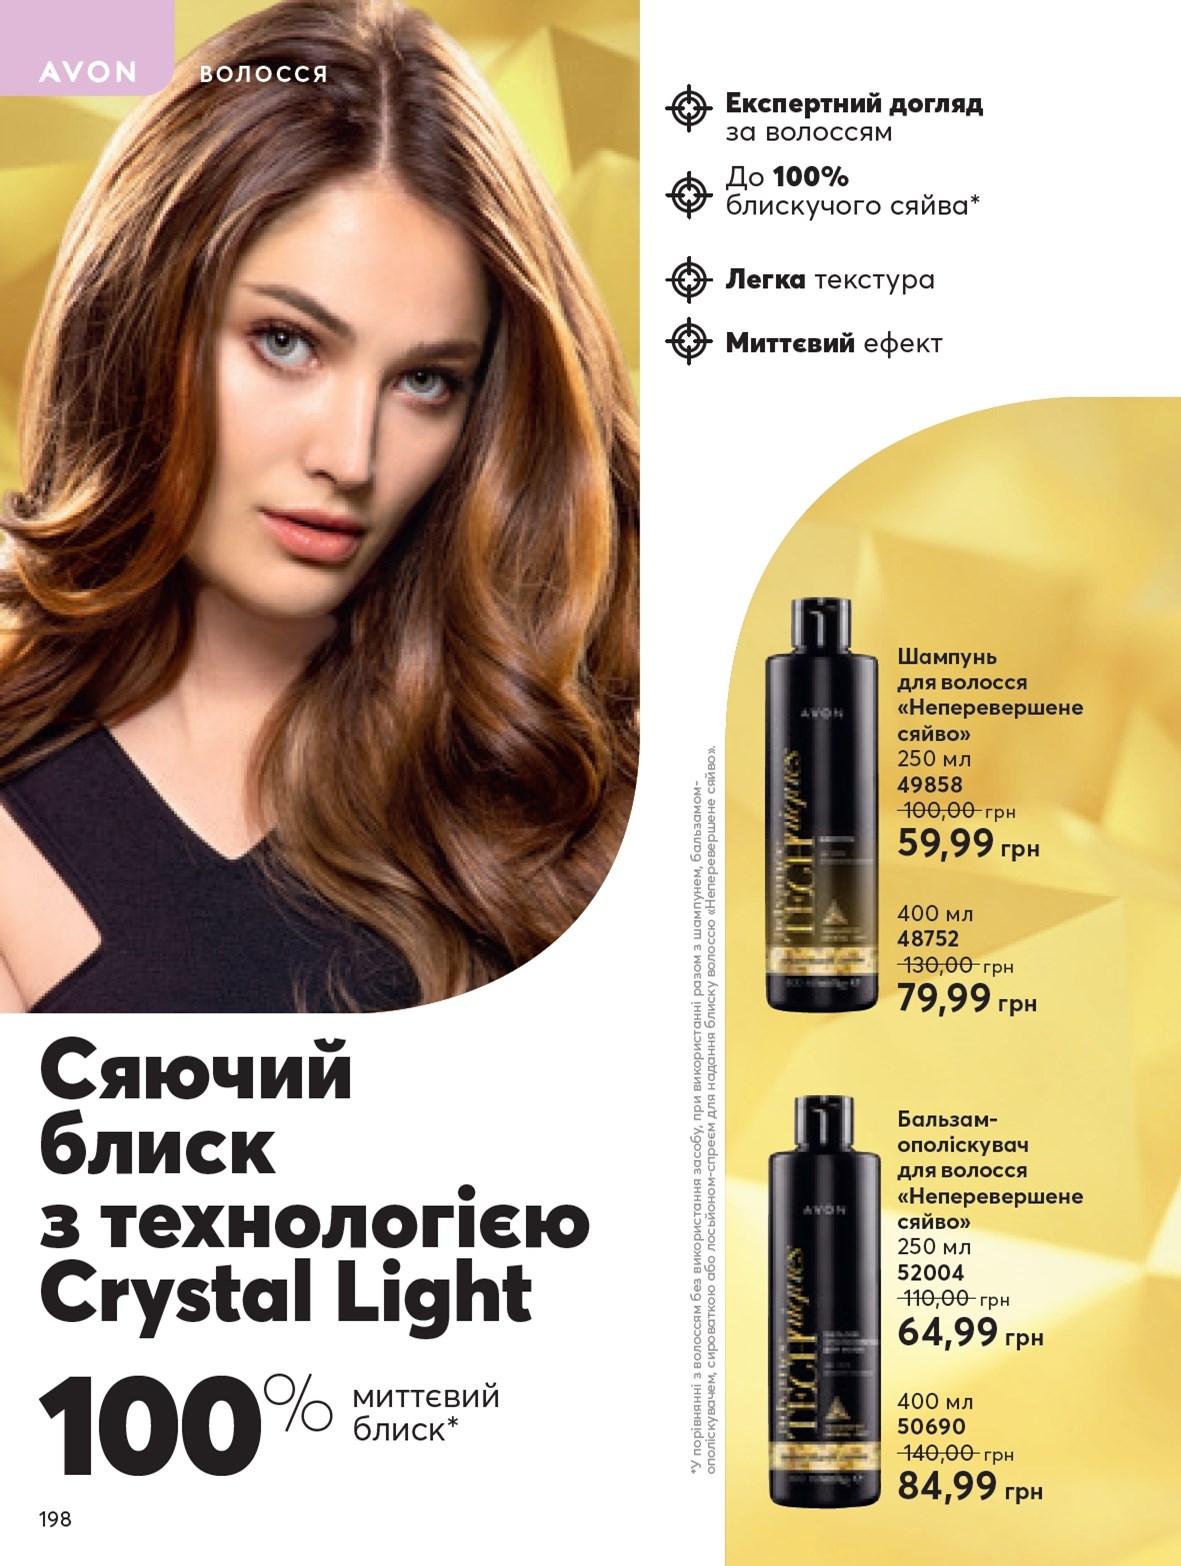 AVON
ВОЛОССЯ
Експертний догляд
за волоссям
До 100%
блискучого сяйва*
Легка текстура
Миттєвий ефект
Сяючий
блиск
з технологією
Crystal Light
100% миттєвий
блиск*
*У порівнянні з волоссям без використання засобу, при використанні разом з шампунем, бальзамом-
ополіскувачем, сироваткою або лосьйоном-спреєм для надання блиску волоссю «Неперевершене сяйво».
AVON
advance
TECHniques
Шампунь
для волосся
«Неперевершене
сяйво»
250 мл
49858
100,00 грн
59,99 грн
400 мл
48752
130,00 грн
79,99 грн
AVON
advance
TECHniques
Бальзам-
ополіскувач
для волосся
«Неперевершене
сяйво»
250 мл
52004
110,00 грн
64,99 грн
400 мл
50690
140,00 грн
84,99 грн
198